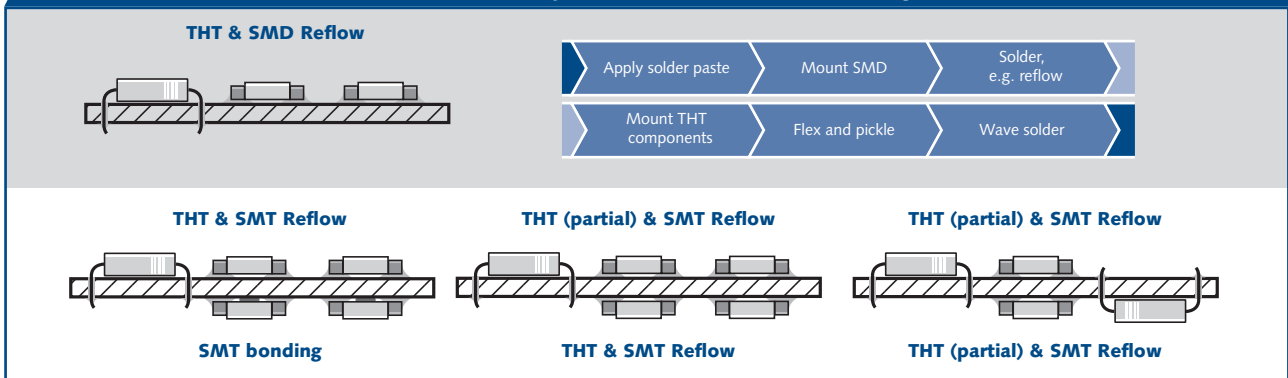 THT & SMD Reflow
Apply solder paste
Mount SMD
Solder,
e.g. reflow
Mount THT
components
Flex and pickle
Wave solder
THT & SMT Reflow
THT (partial) & SMT Reflow
THT (partial) & SMT Reflow
SMT bonding
THT & SMT Reflow
THT (partial) & SMT Reflow